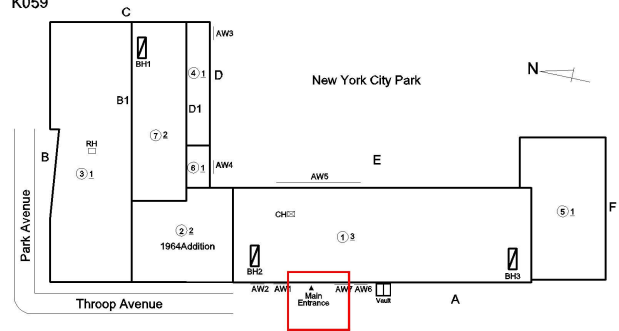 K059
C
AW3
BH1
4 1
D
New York City Park
N
B1
D1
7 2
RH
B
3 1
6 1
AW4
E
AW5
Park Avenue
CH
5 1
F
2 2
1964Addition
1 3
BH2
BH3
AW2 AW1
Main
Entrance
AW7 AW6
Vault
A
Throop Avenue